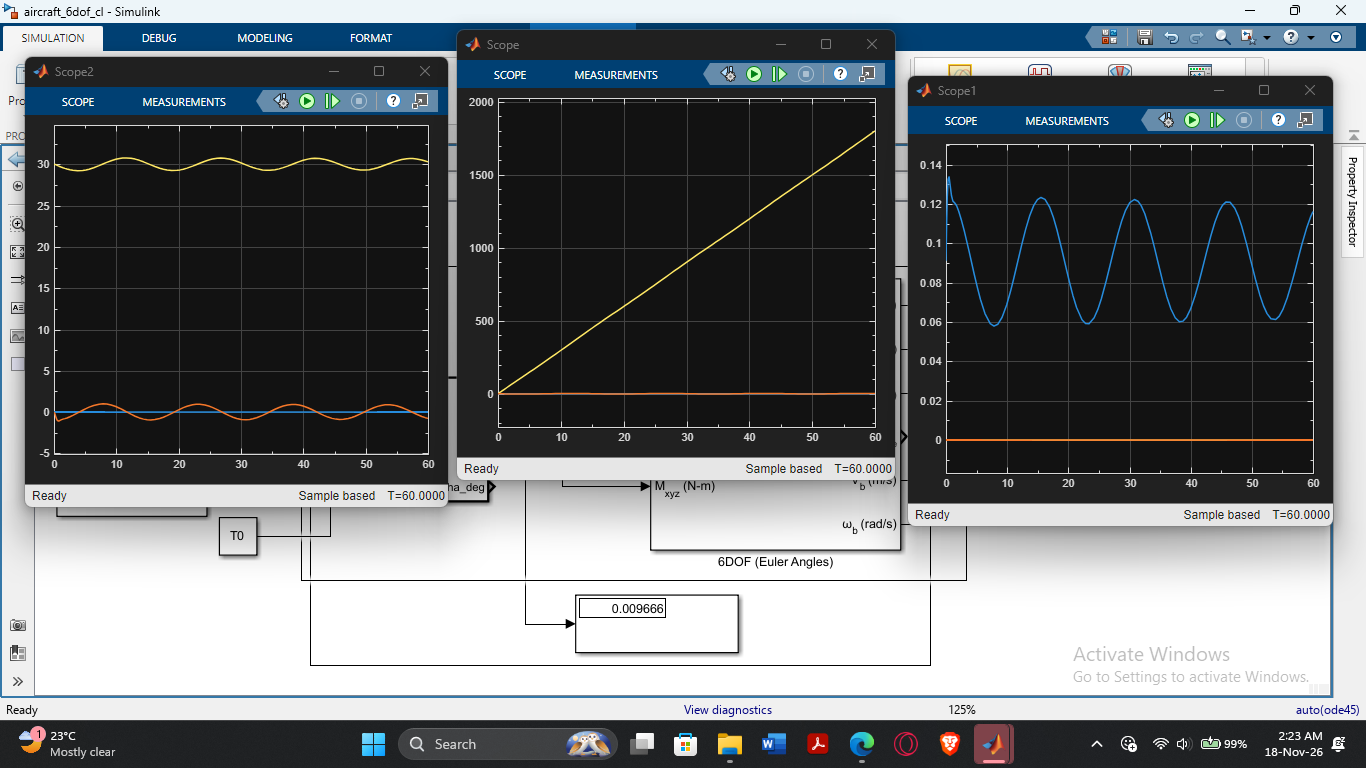 aircraft_6dof_cl - Simulink
SIMULATION
DEBUG
MODELING
FORMAT
Scope2
SCOPE
MEASUREMENTS
30
25
20
15
10
5
0
-5
0
10
20
30
40
50
60
Ready
Sample based
T=60.0000
Scope
SCOPE
MEASUREMENTS
2000
1500
1000
500
0
0
10
20
30
40
50
60
Ready
Sample based
T=60.0000
Scope1
SCOPE
MEASUREMENTS
0.14
0.12
0.1
0.08
0.06
0.04
0.02
0
0
10
20
30
40
50
60
Ready
Sample based
T=60.0000
Property Inspector
ha_deg
M xyz (N-m)
ω b (rad/s)
6DOF (Euler Angles)
T0
0.009666
Activate Windows
Go to Settings to activate Windows.
Ready
View diagnostics
125%
auto(ode45)
1
23°C
Mostly clear
Search
99%
2:23 AM
18-Nov-26